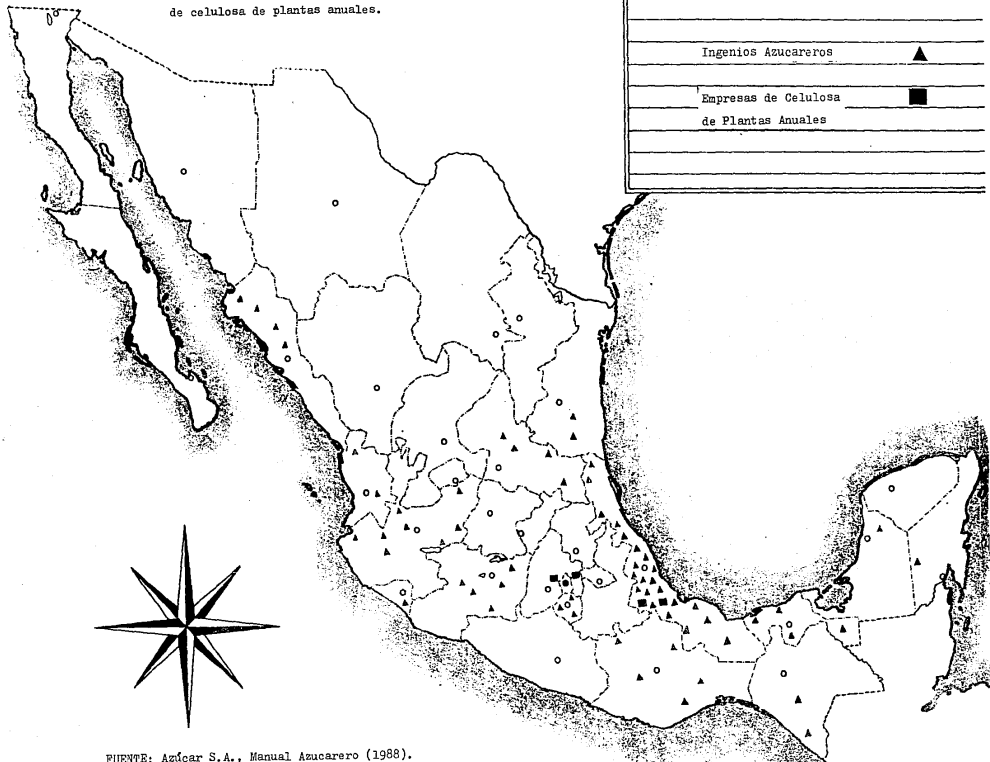 de celulosa de plantas anuales.
Ingenios Azucareros
Empresas de Celulosa
de Plantas Anuales
FUENTE: Azúcar S.A., Manual Azucarero (1988).